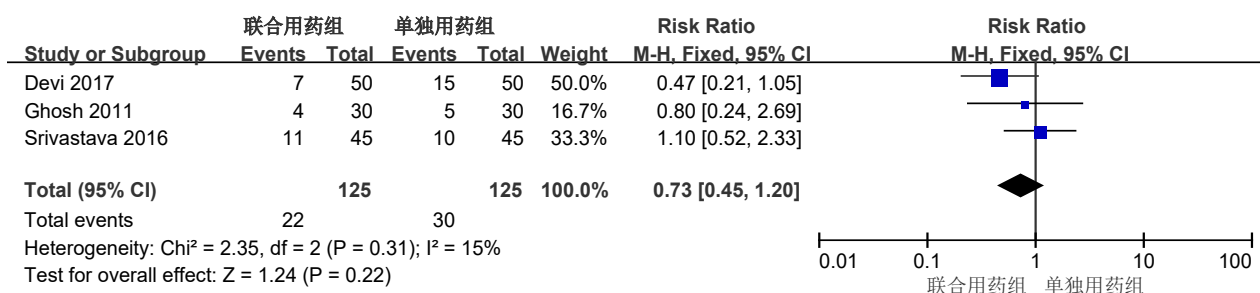 联合用药组 单独用药组 Risk Ratio Risk Ratio
Study or Subgroup Events Total Events Total Weight M-H, Fixed, 95% CI M-H, Fixed, 95% CI
Devi 2017 7 50 15 50 50.0% 0.47 [0.21, 1.05]
Ghosh 2011 4 30 5 30 16.7% 0.80 [0.24, 2.69]
Srivastava 2016 11 45 10 45 33.3% 1.10 [0.52, 2.33]
Total (95% CI) 125 125 100.0% 0.73 [0.45, 1.20]
Total events 22 30
Heterogeneity: Chi² = 2.35, df = 2 (P = 0.31); I² = 15%
Test for overall effect: Z = 1.24 (P = 0.22)
0.01 0.1 1 10 100
联合用药组 单独用药组